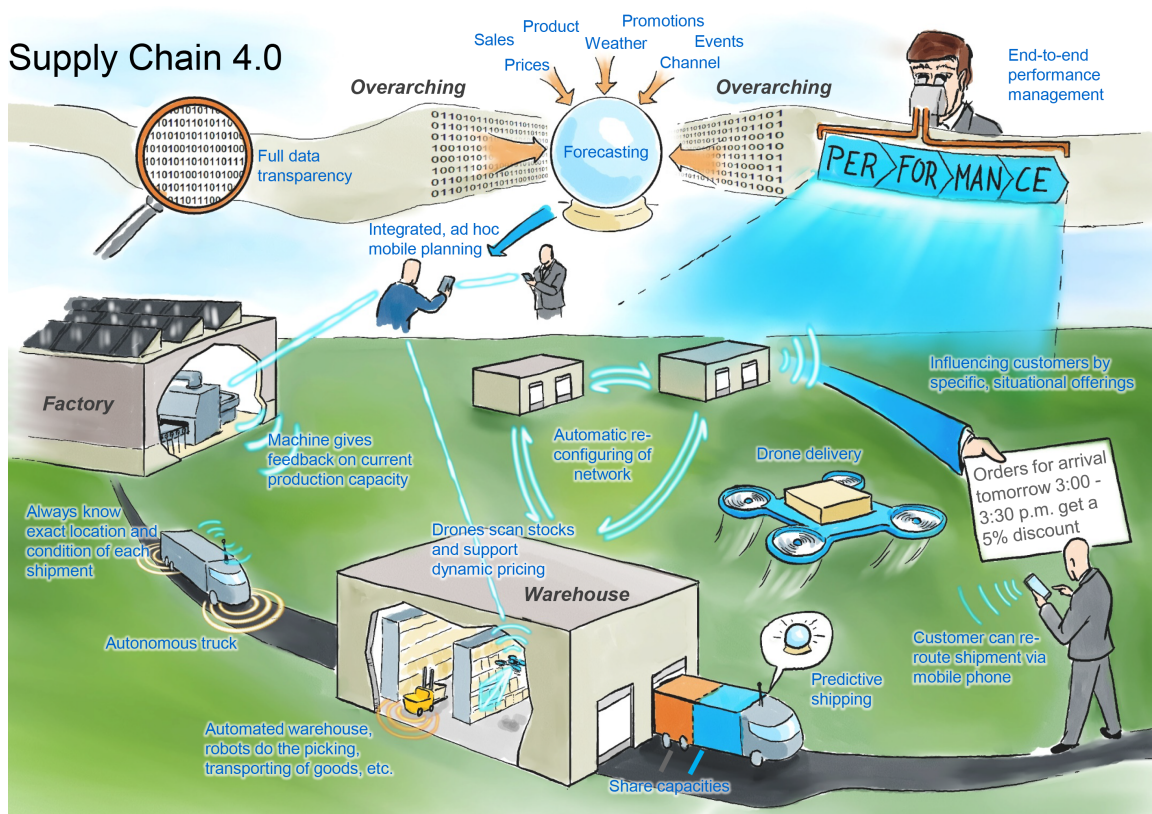 Supply Chain 4.0
Sales
Product
Promotions
Weather
Events
Prices
Channel
End-to-end
performance
management
Overarching
Overarching
Full data
transparency
Forecasting
PER FOR MAN CE
Integrated, ad hoc
mobile planning
Factory
Machine gives
feedback on current
production capacity
Automatic re-
configuring of
network
Influencing customers by
specific, situational offerings
Drone delivery
Orders for arrival
tomorrow 3:00 -
3:30 p.m. get a
5% discount
Always know
exact location and
condition of each
shipment
Drones scan stocks
and support
dynamic pricing
Warehouse
Autonomous truck
Customer can re-
route shipment via
mobile phone
Predictive
shipping
Automated warehouse,
robots do the picking,
transporting of goods, etc.
Share capacities